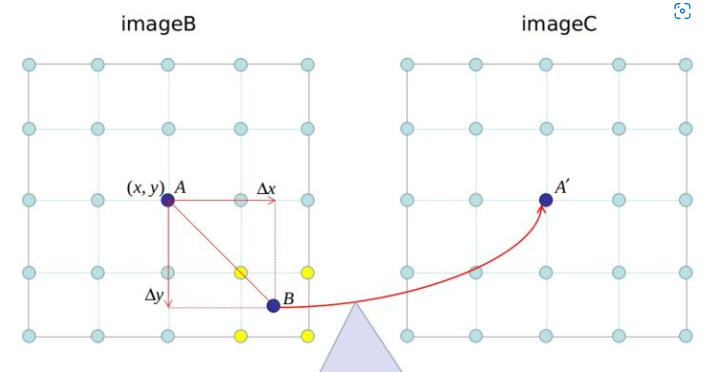 imageB
imageC
(x, y) A
Δx
A′
Δy
B